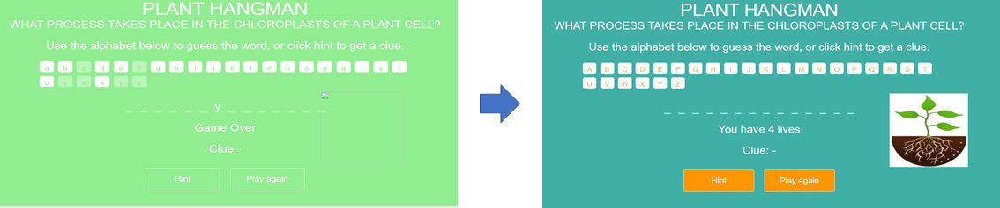 PLANT HANGMAN
WHAT PROCESS TAKES PLACE IN THE CHLOROPLASTS OF A PLANT CELL?
Use the alphabet below to guess the word, or click hint to get a clue.
a b c d e f g h i j k l m n o p q r s t
u v w x y z
_ _ _ _ _ _ y _ _ _ _ _ _ _
Game Over
Clue -
Hint Play again
PLANT HANGMAN
WHAT PROCESS TAKES PLACE IN THE CHLOROPLASTS OF A PLANT CELL?
Use the alphabet below to guess the word, or click hint to get a clue.
A B C D E F G H I J K L M N O P Q R S T
U V W X Y Z
_ _ _ _ _ _ _ _ _ _ _ _ _ _
You have 4 lives
Clue: -
Hint Play again